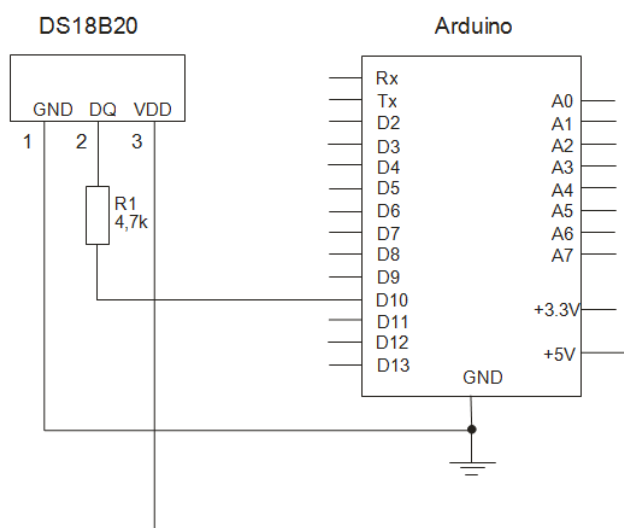 DS18B20
Arduino
GND DQ VDD
1 2 3
R1
4,7k
Rx
Tx
D2
D3
D4
D5
D6
D7
D8
D9
D10
D11
D12
D13
A0
A1
A2
A3
A4
A5
A6
A7
+3.3V
+5V
GND